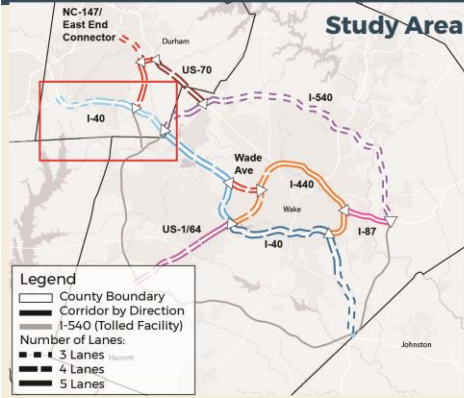 Study Area
NC-147/
East End
Connector
Durham
US-70
I-540
I-40
Wade
Ave
I-440
Wake
US-1/64
I-40
I-87
Legend
County Boundary
Corridor by Direction
I-540 (Tolled Facility)
Number of Lanes:
3 Lanes
Harnett
4 Lanes
5 Lanes
Johnston